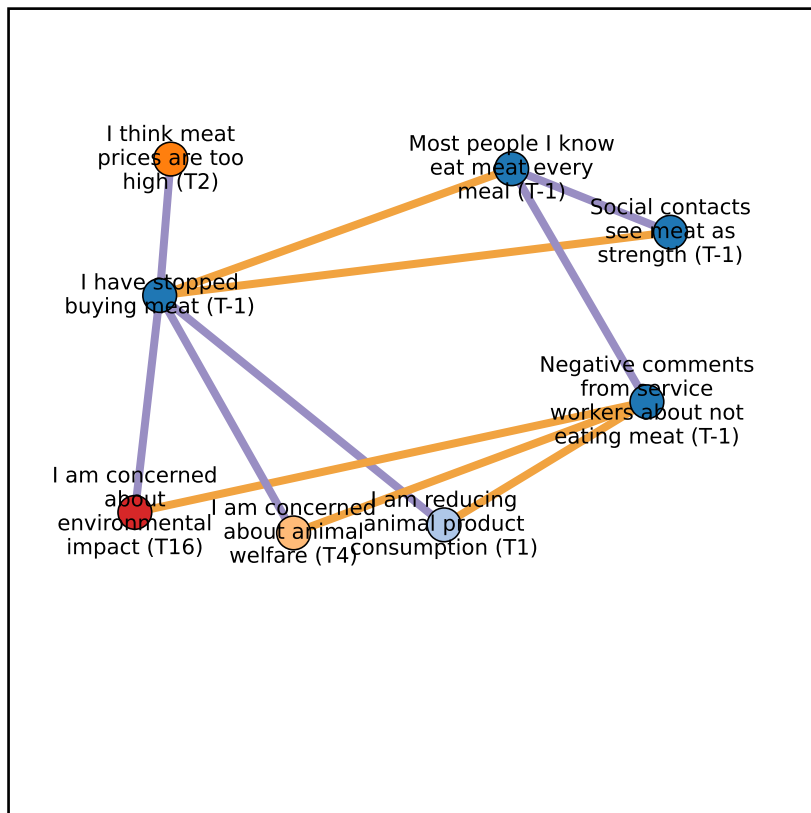 I think meat
prices are too
high (T2)
Most people I know
eat meat every
meal (T-1)
Social contacts
see meat as
strength (T-1)
I have stopped
buying meat (T-1)
Negative comments
from service
workers about not
eating meat (T-1)
I am concerned
about
environmental
impact (T16)
I am concerned
about animal
welfare (T4)
I am reducing
animal product
consumption (T1)